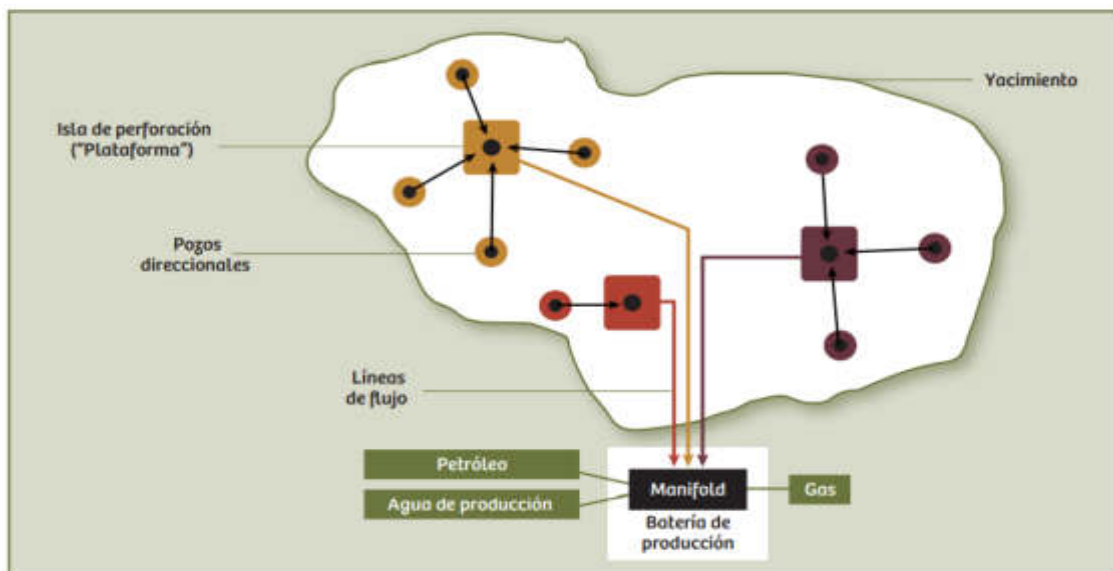 Yacimiento
Isla de perforación
("Plataforma")
Pozos
direccionales
Líneas
de flujo
Petróleo
Agua de producción
Manifold
Gas
Batería de
producción